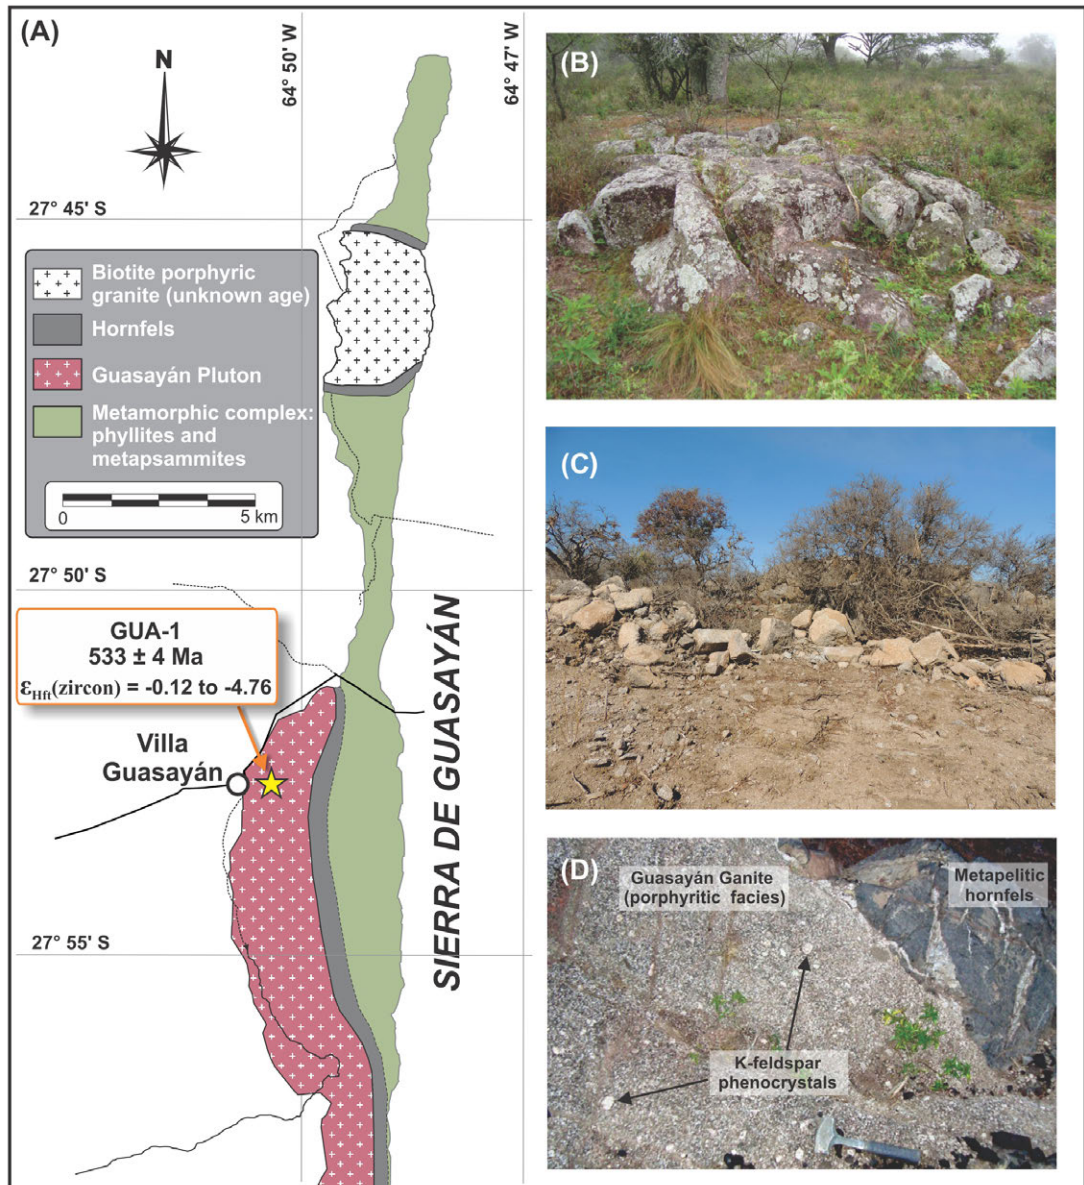 (A)
N
64° 50' W
64° 47' W
27° 45' S
Biotite porphyric
granite (unknown age)
Hornfels
Guasayán Pluton
Metamorphic complex:
phyllites and
metapsammites
0
5 km
27° 50' S
GUA-1
533 ± 4 Ma
εHft(zircon) = -0.12 to -4.76
Villa
Guasayán
SIERRA DE GUASAYÁN
27° 55' S
(B)
(C)
(D)
Guasayán Ganite
(porphyritic facies)
Metapelitic
hornfels
K-feldspar
phenocrystals